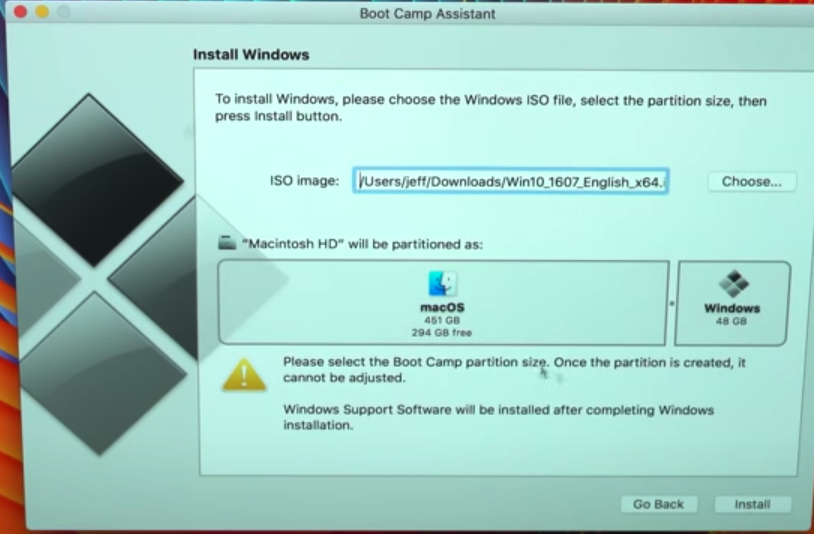 Boot Camp Assistant
Install Windows
To install Windows, please choose the Windows ISO file, select the partition size, then
press Install button.
ISO image: /Users/jeff/Downloads/Win10_1607_English_x64. Choose...
"Macintosh HD" will be partitioned as:
macOS
451 GB
294 GB free
Windows
48 GB
Please select the Boot Camp partition size. Once the partition is created, it
cannot be adjusted.
Windows Support Software will be installed after completing Windows
installation.
Go Back Install